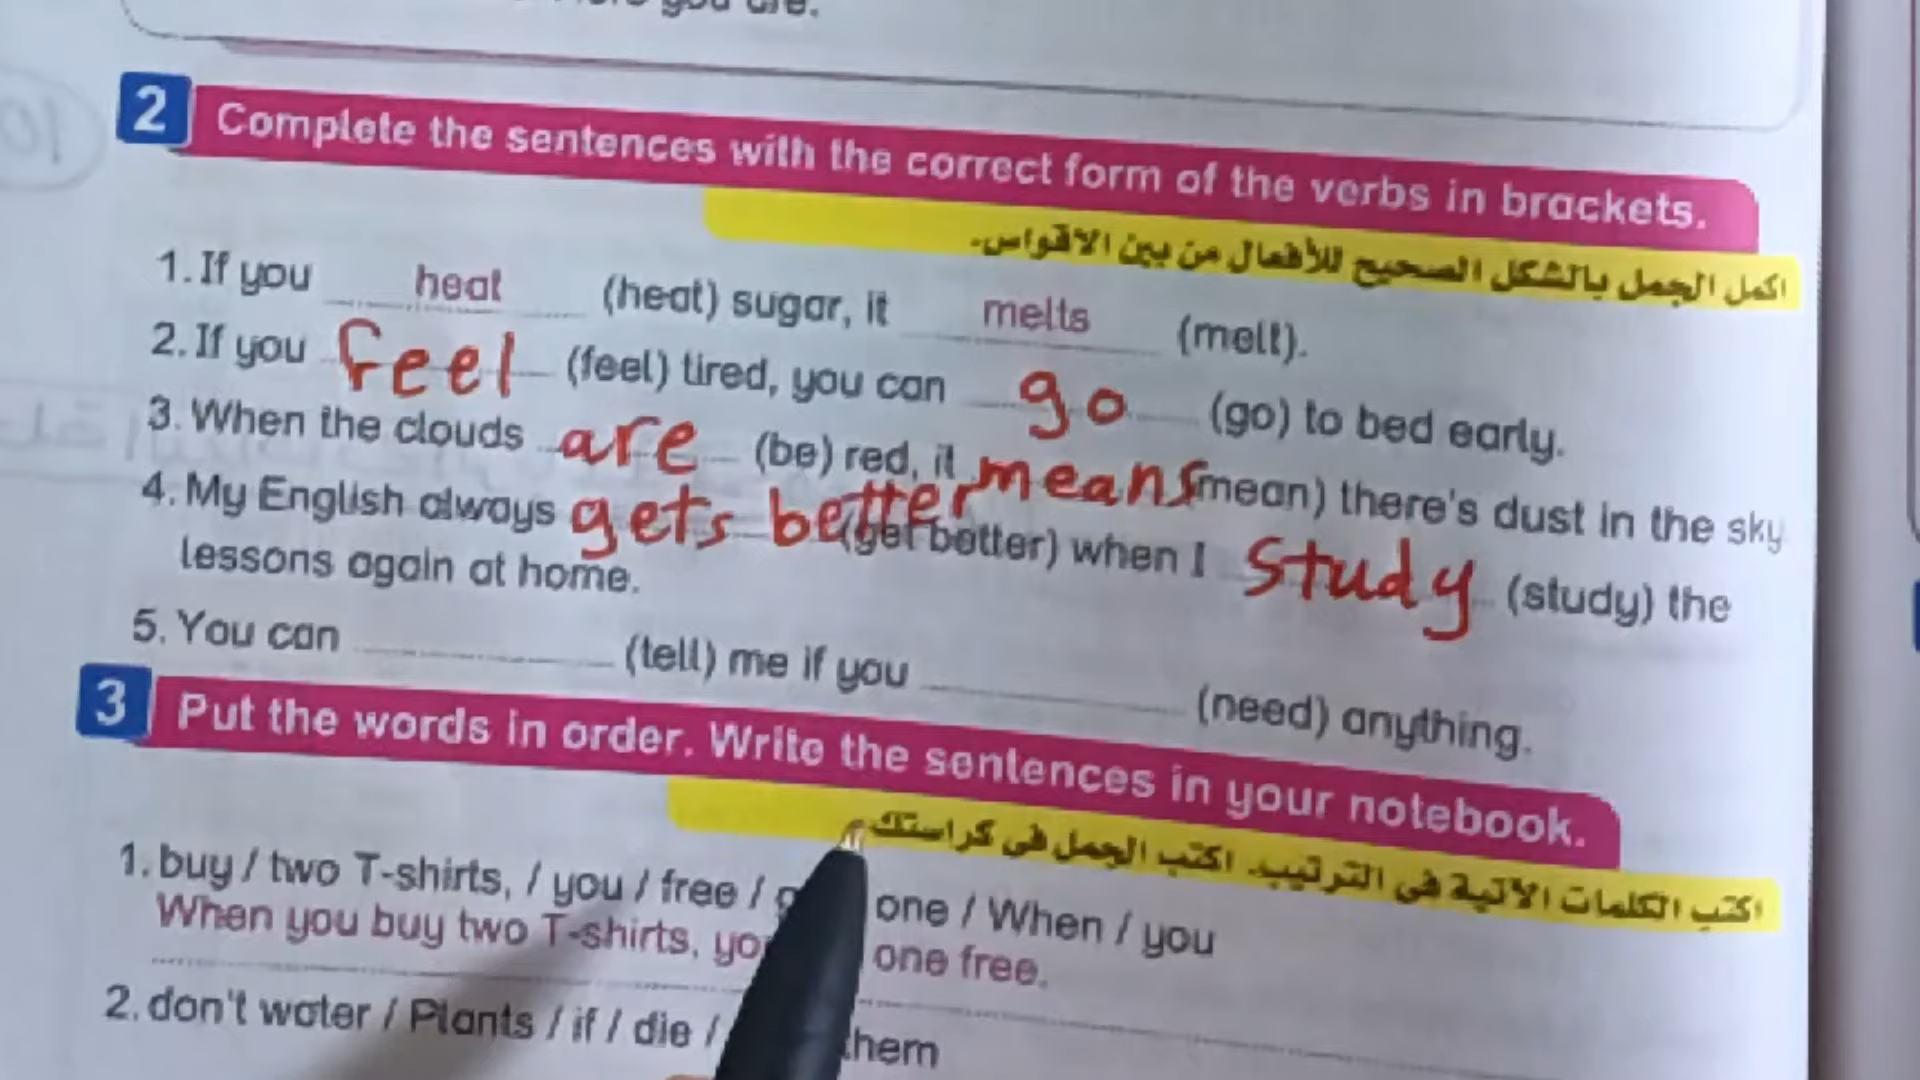 you are.
2 Complete the sentences with the correct form of the verbs in brackets.
اكمل الجمل بالشكل الصحيح للأفعال من بين الاقواس.
1. If you heat (heat) sugar, it melts (melt).
2. If you feel (feel) tired, you can go (go) to bed early.
3. When the clouds are (be) red, it means (mean) there's dust in the sky
4. My English always gets better (get better) when I study (study) the
lessons again at home.
5. You can (tell) me if you (need) anything.
3 Put the words in order. Write the sentences in your notebook.
اكتب الكلمات الآتية فى الترتيب. اكتب الجمل فى كراستك
1. buy / two T-shirts, / you / free / one / When / you
When you buy two T-shirts, one free.
2. don't water / Plants / if / die / them